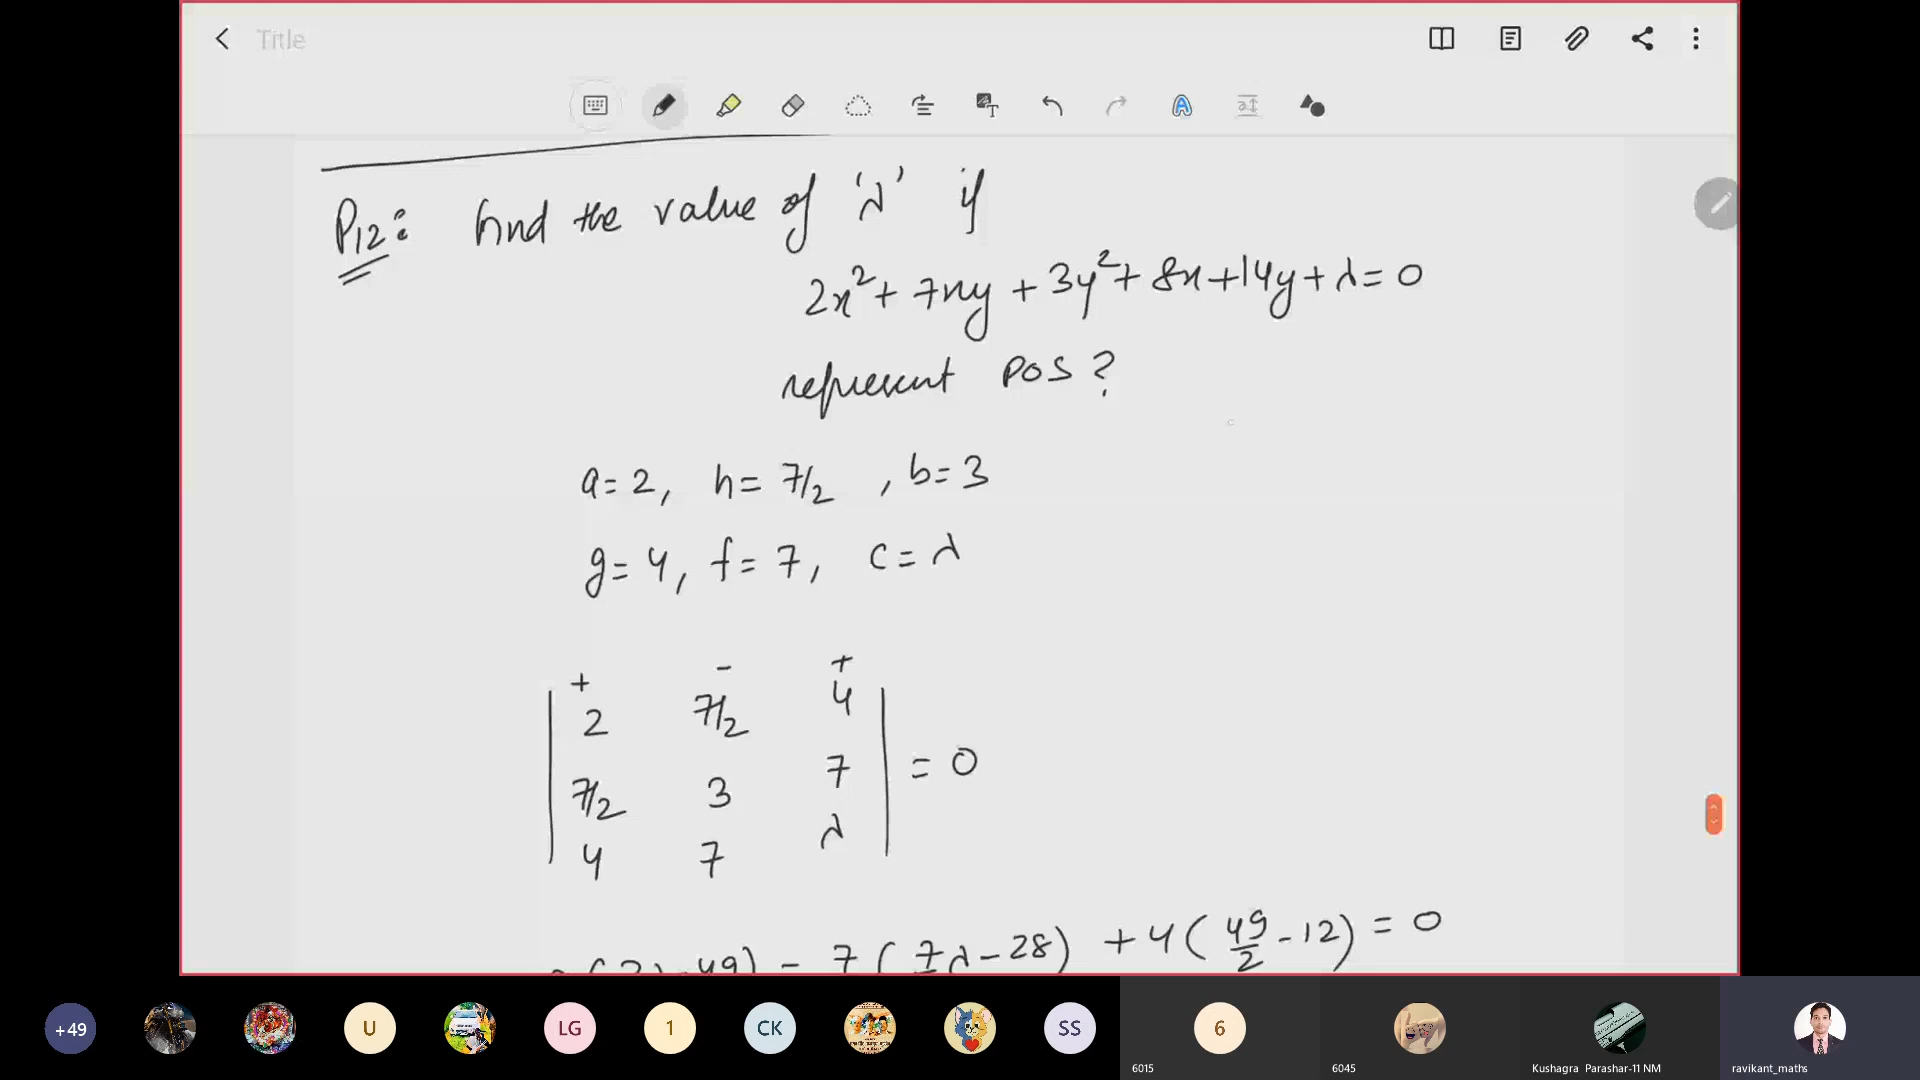 Title
P12: find the value of 'λ' if
2x² + 7xy + 3y² + 8x + 14y + λ = 0
represent POS ?
a = 2, h = 7/2 , b = 3
g = 4, f = 7, c = λ
+ - +
2 7/2 4
7/2 3 7 = 0
4 7 λ
- 7 ( 7λ - 28) + 4 ( 49/2 - 12) = 0
+49
U
LG
1
CK
SS
6
6015
6045
Kushagra Parashar-11 NM
ravikant_maths